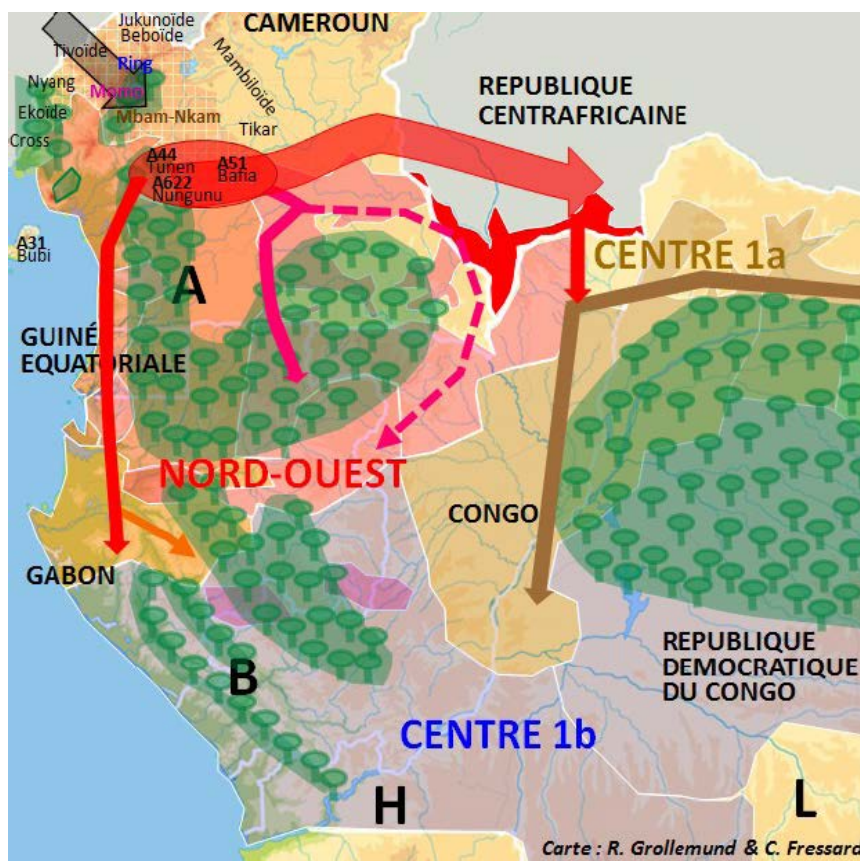 Jukunoïde
Beboïde
CAMEROUN
Tivoïde
Ring
Mambiloïde
Nyang
Momo
Ekoïde
Mbam-Nkam
Cross
Tikar
REPUBLIQUE
CENTRAFRICAINE
A44
Tunen
A51
Bafia
A622
Nungunu
A31
Bubi
CENTRE 1a
A
GUINÉ
EQUATORIALE
NORD-OUEST
CONGO
GABON
REPUBLIQUE
DEMOCRATIQUE
DU CONGO
B
CENTRE 1b
H
L
Carte : R. Grollemund & C. Fressard